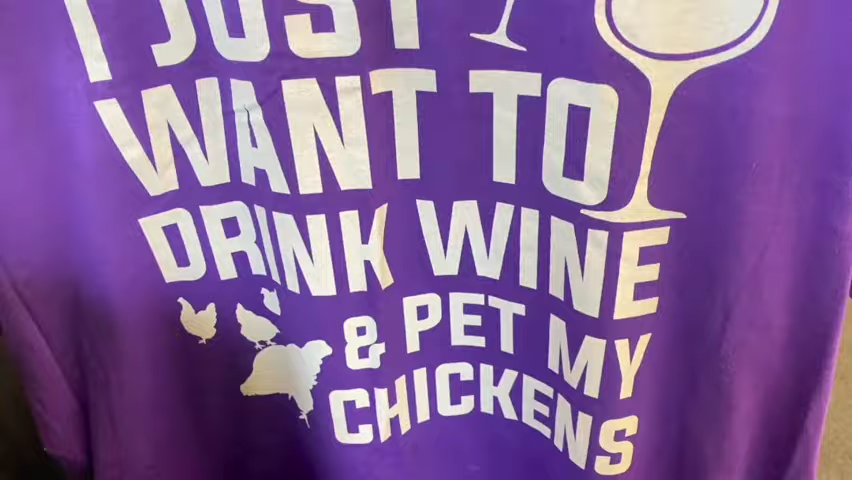 I JUST
WANT TO
DRINK WINE
& PET MY
CHICKENS